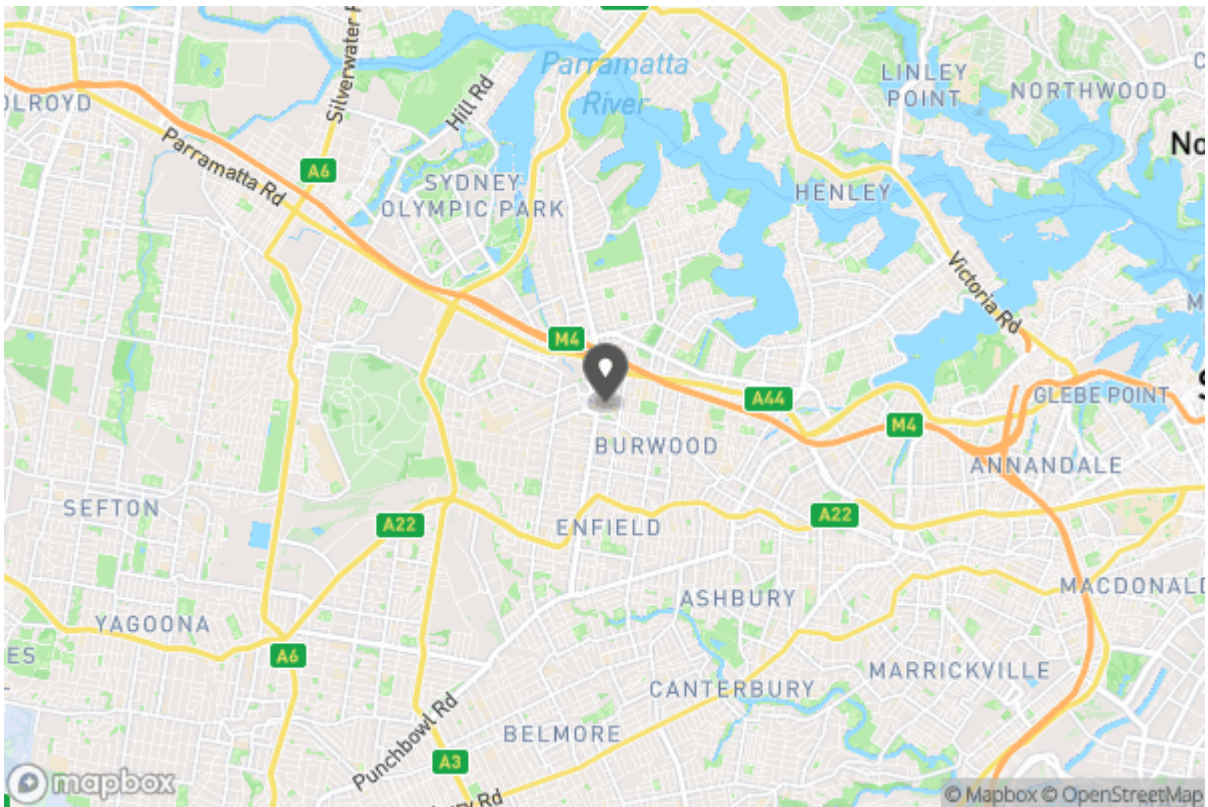 Parramatta
River
LINLEY
POINT
NORTHWOOD
OLROYD
Silverwater
Hill Rd
Parramatta Rd
A6
SYDNEY
OLYMPIC PARK
HENLEY
No
Victoria Rd
M4
A44
GLEBE POINT
S
M4
BURWOOD
ANNANDALE
SEFTON
A22
ENFIELD
A22
ASHBURY
MACDONALD
YAGOONA
ES
A6
MARRICKVILLE
CANTERBURY
Punchbowl Rd
BELMORE
A3
ury Rd
mapbox
© Mapbox © OpenStreetMap